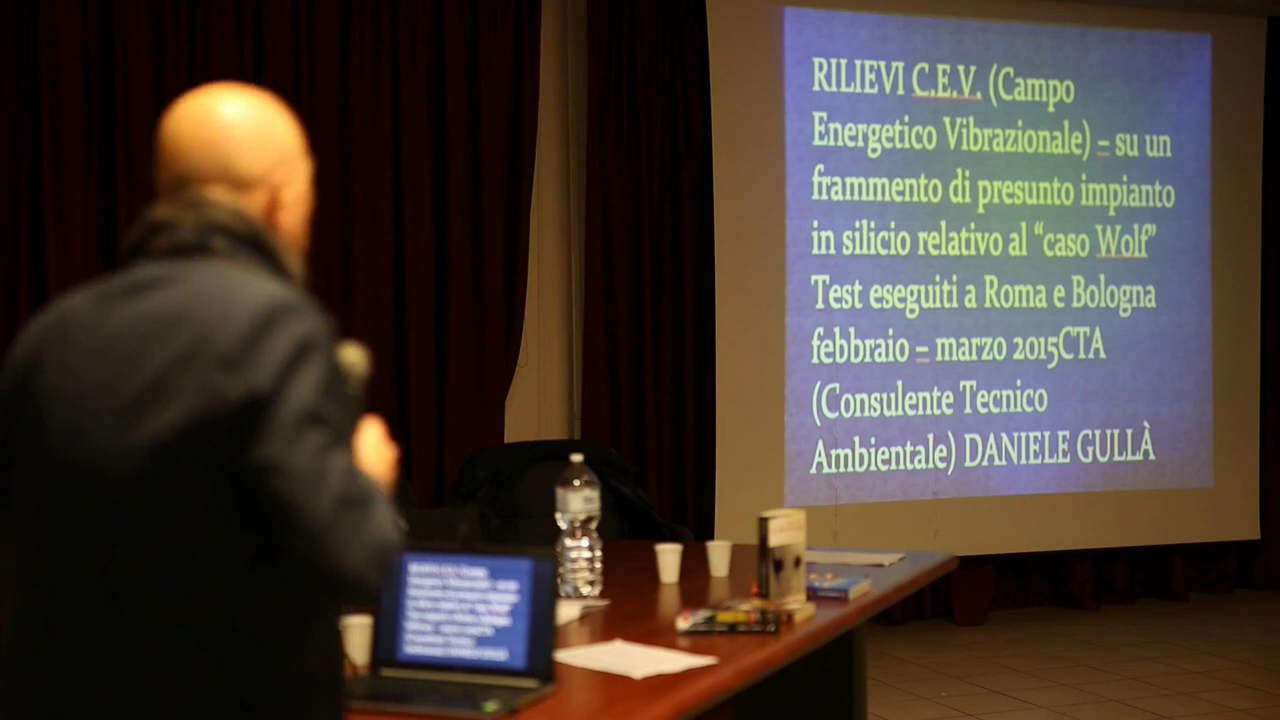 RILIEVI C.E.V. (Campo
Energetico Vibrazionale) – su un
frammento di presunto impianto
in silicio relativo al “caso Wolf”
Test eseguiti a Roma e Bologna
febbraio – marzo 2015CTA
(Consulente Tecnico
Ambientale) DANIELE GULLÀ